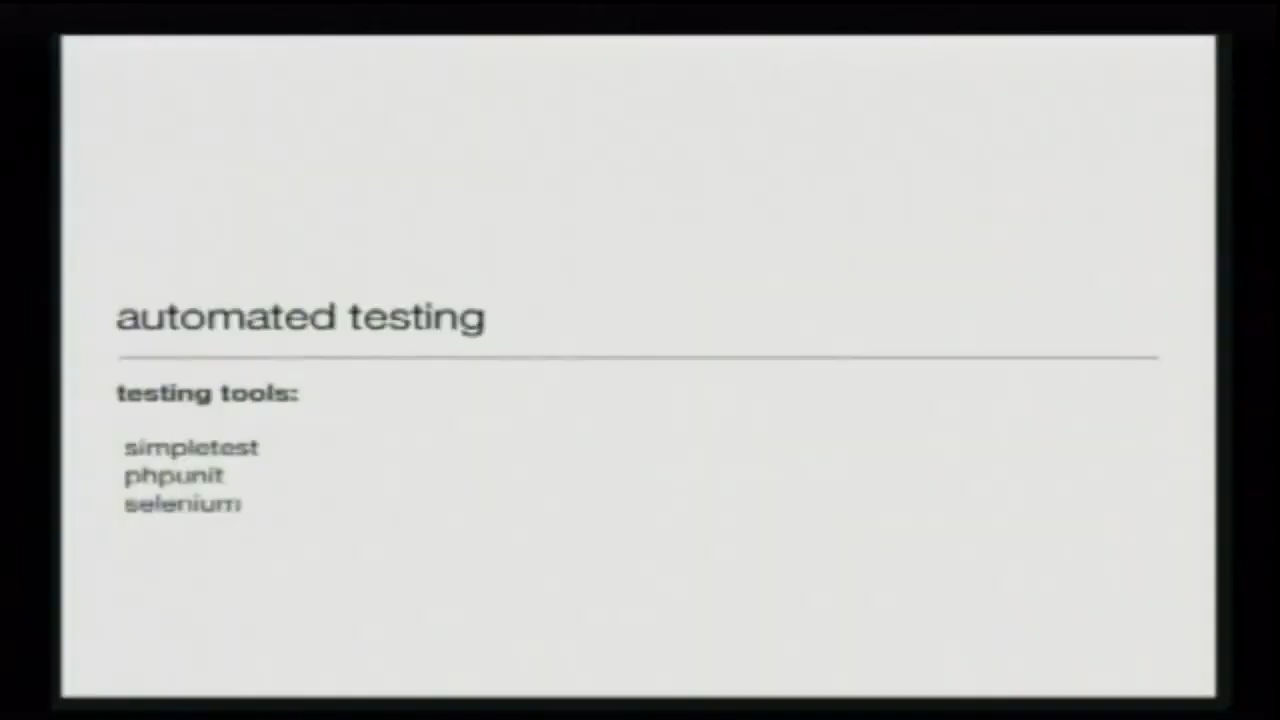 automated testing
testing tools:
simpletest
phpunit
selenium